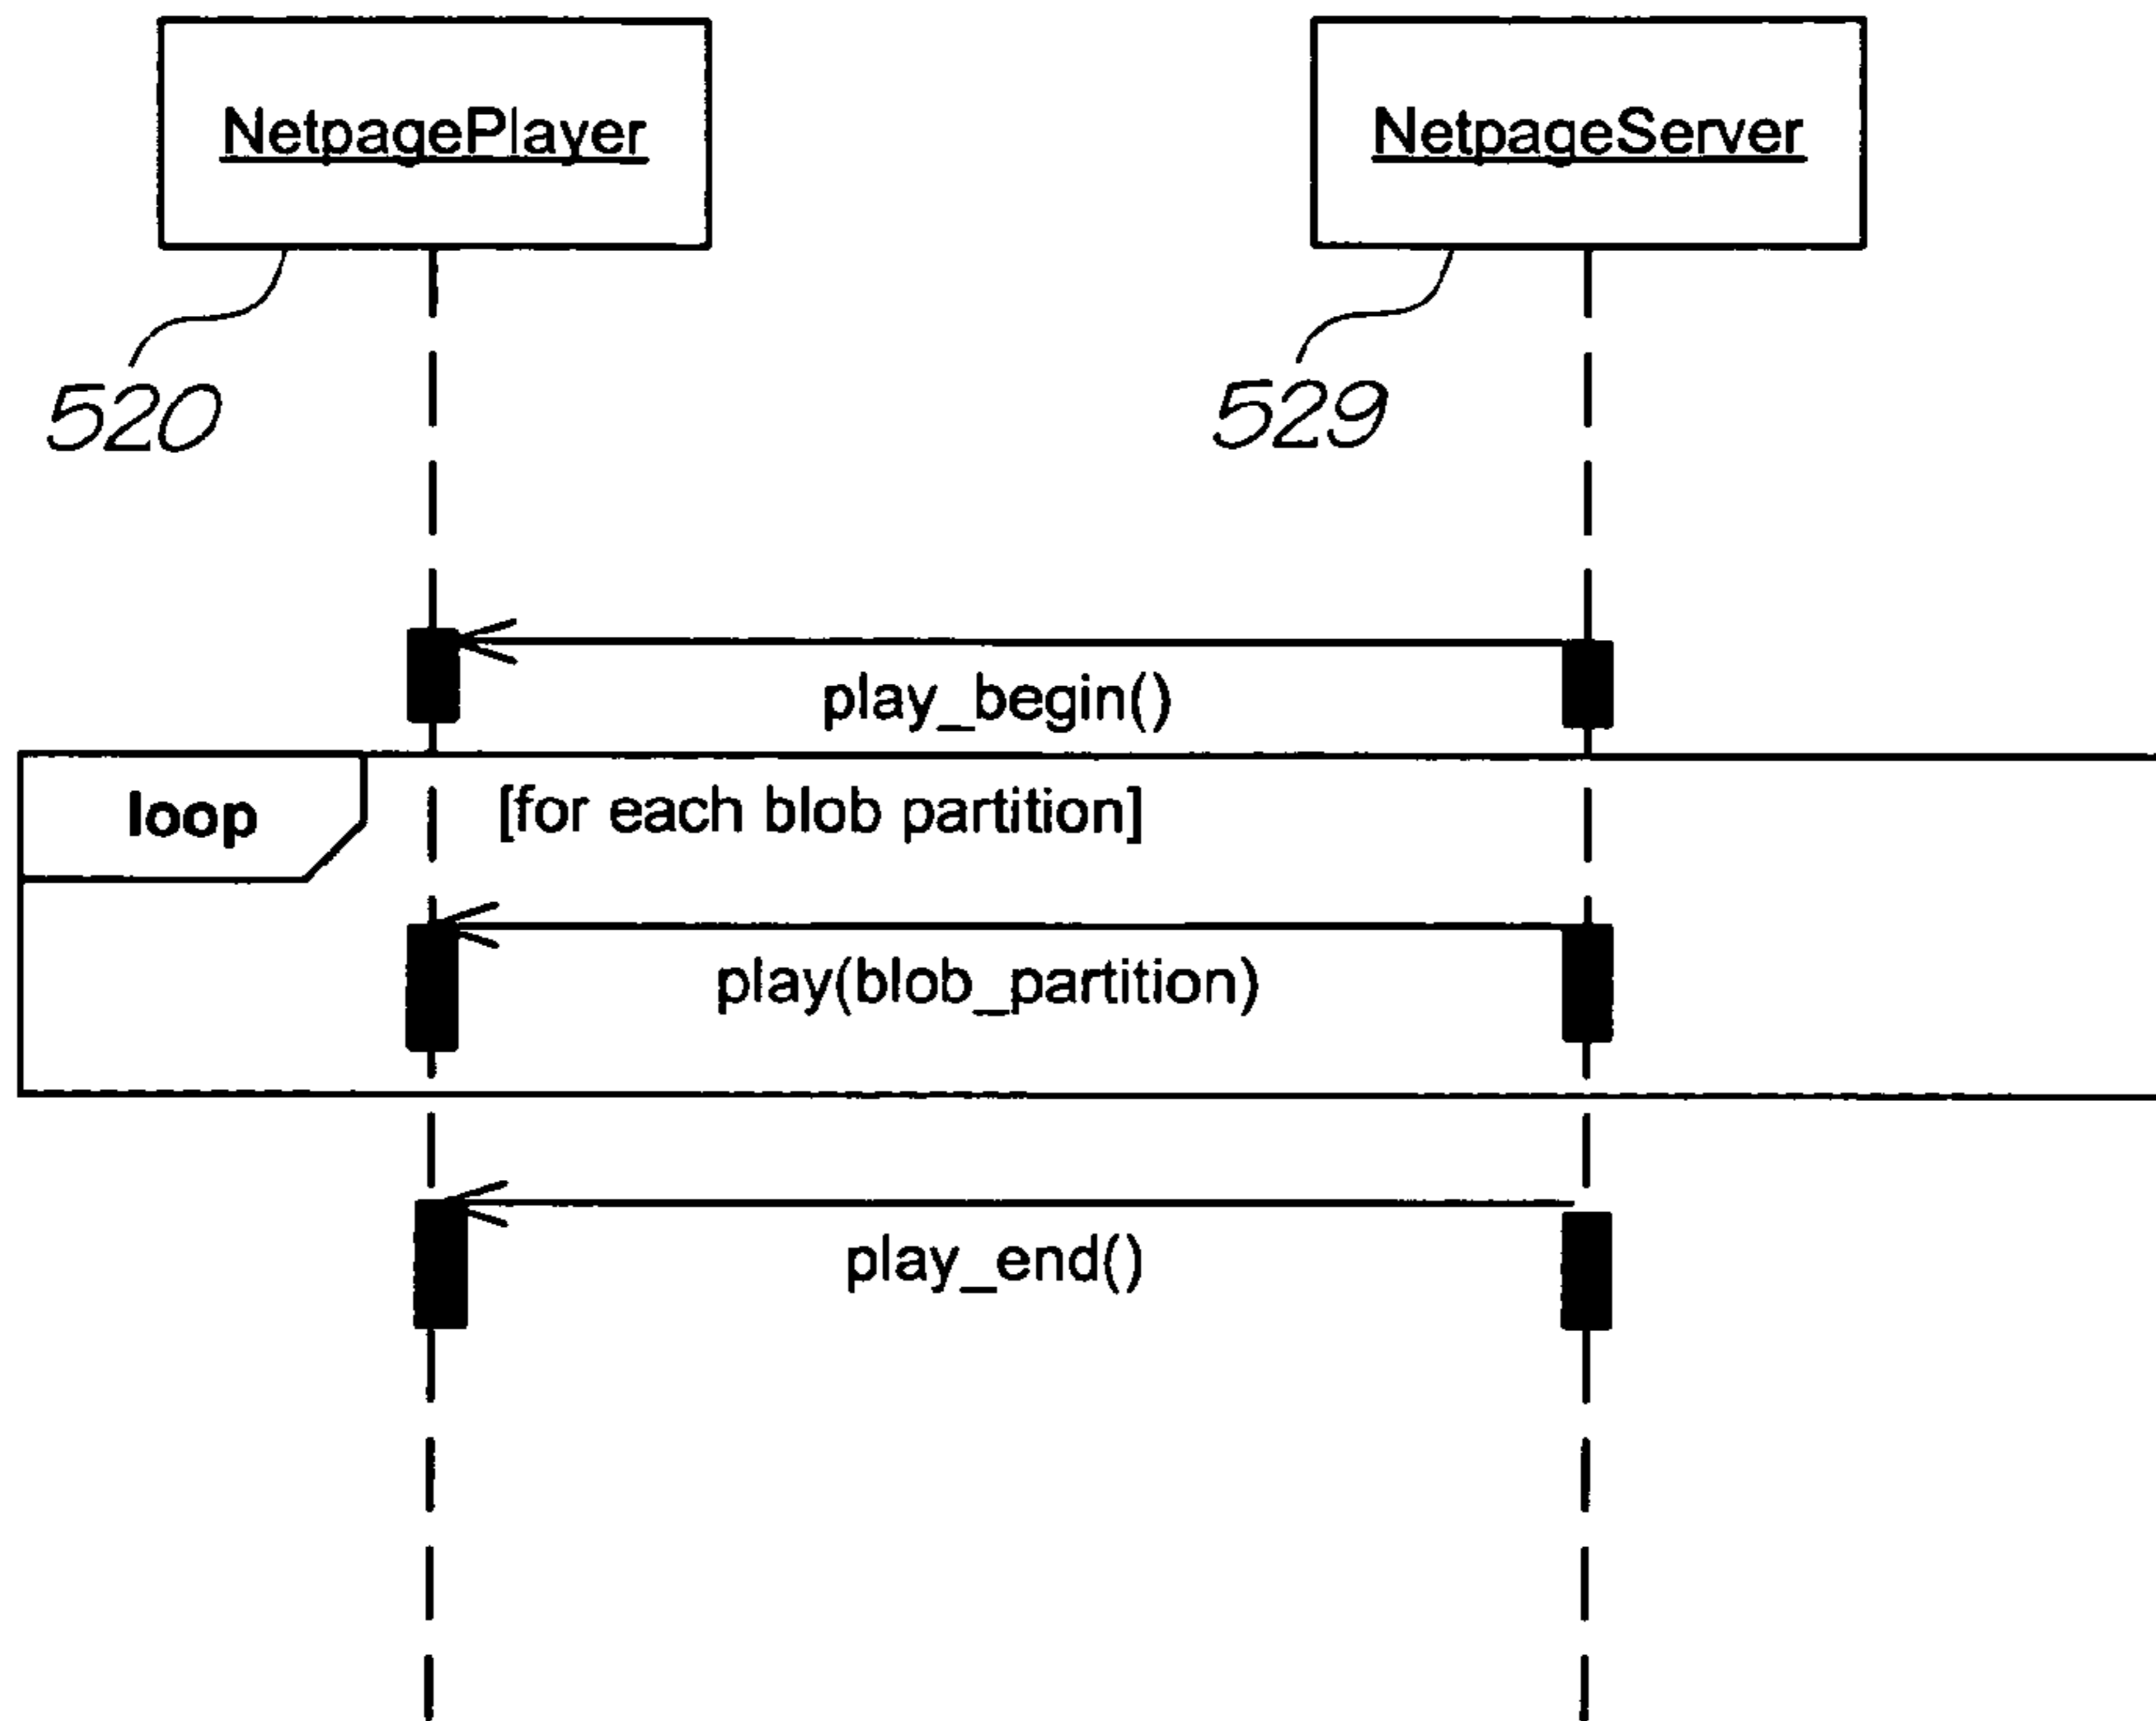 NetpagePlayer
NetpageServer
520
529
play_begin()
loop
[for each blob partition]
play(blob_partition)
play_end()